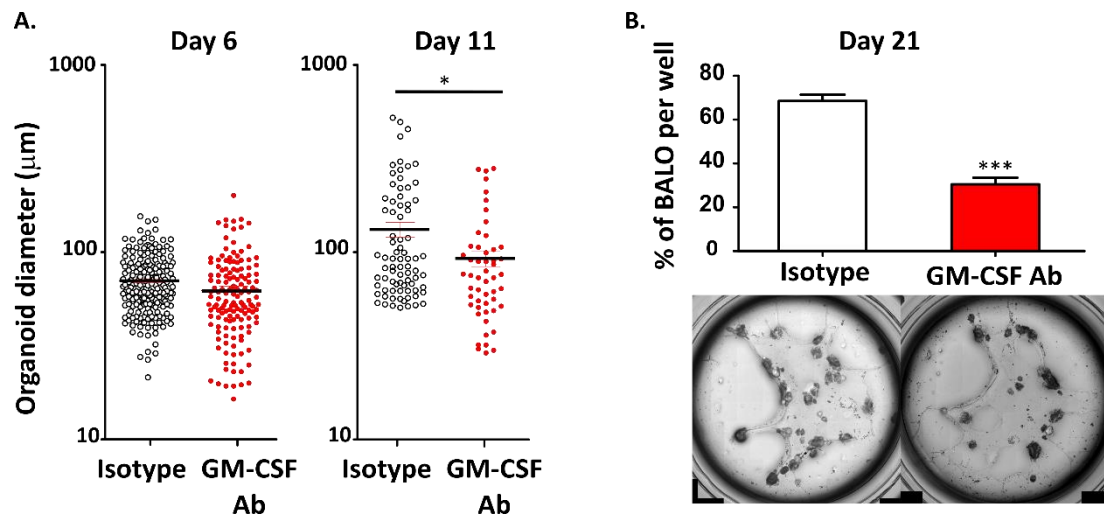 A.
Day 6
Day 11
Organoid diameter (μm)
1000
100
10
Isotype
GM-CSF
Ab
1000
*
100
10
Isotype
GM-CSF
Ab
B.
Day 21
% of BALO per well
80
60
40
20
0
***
Isotype
GM-CSF Ab